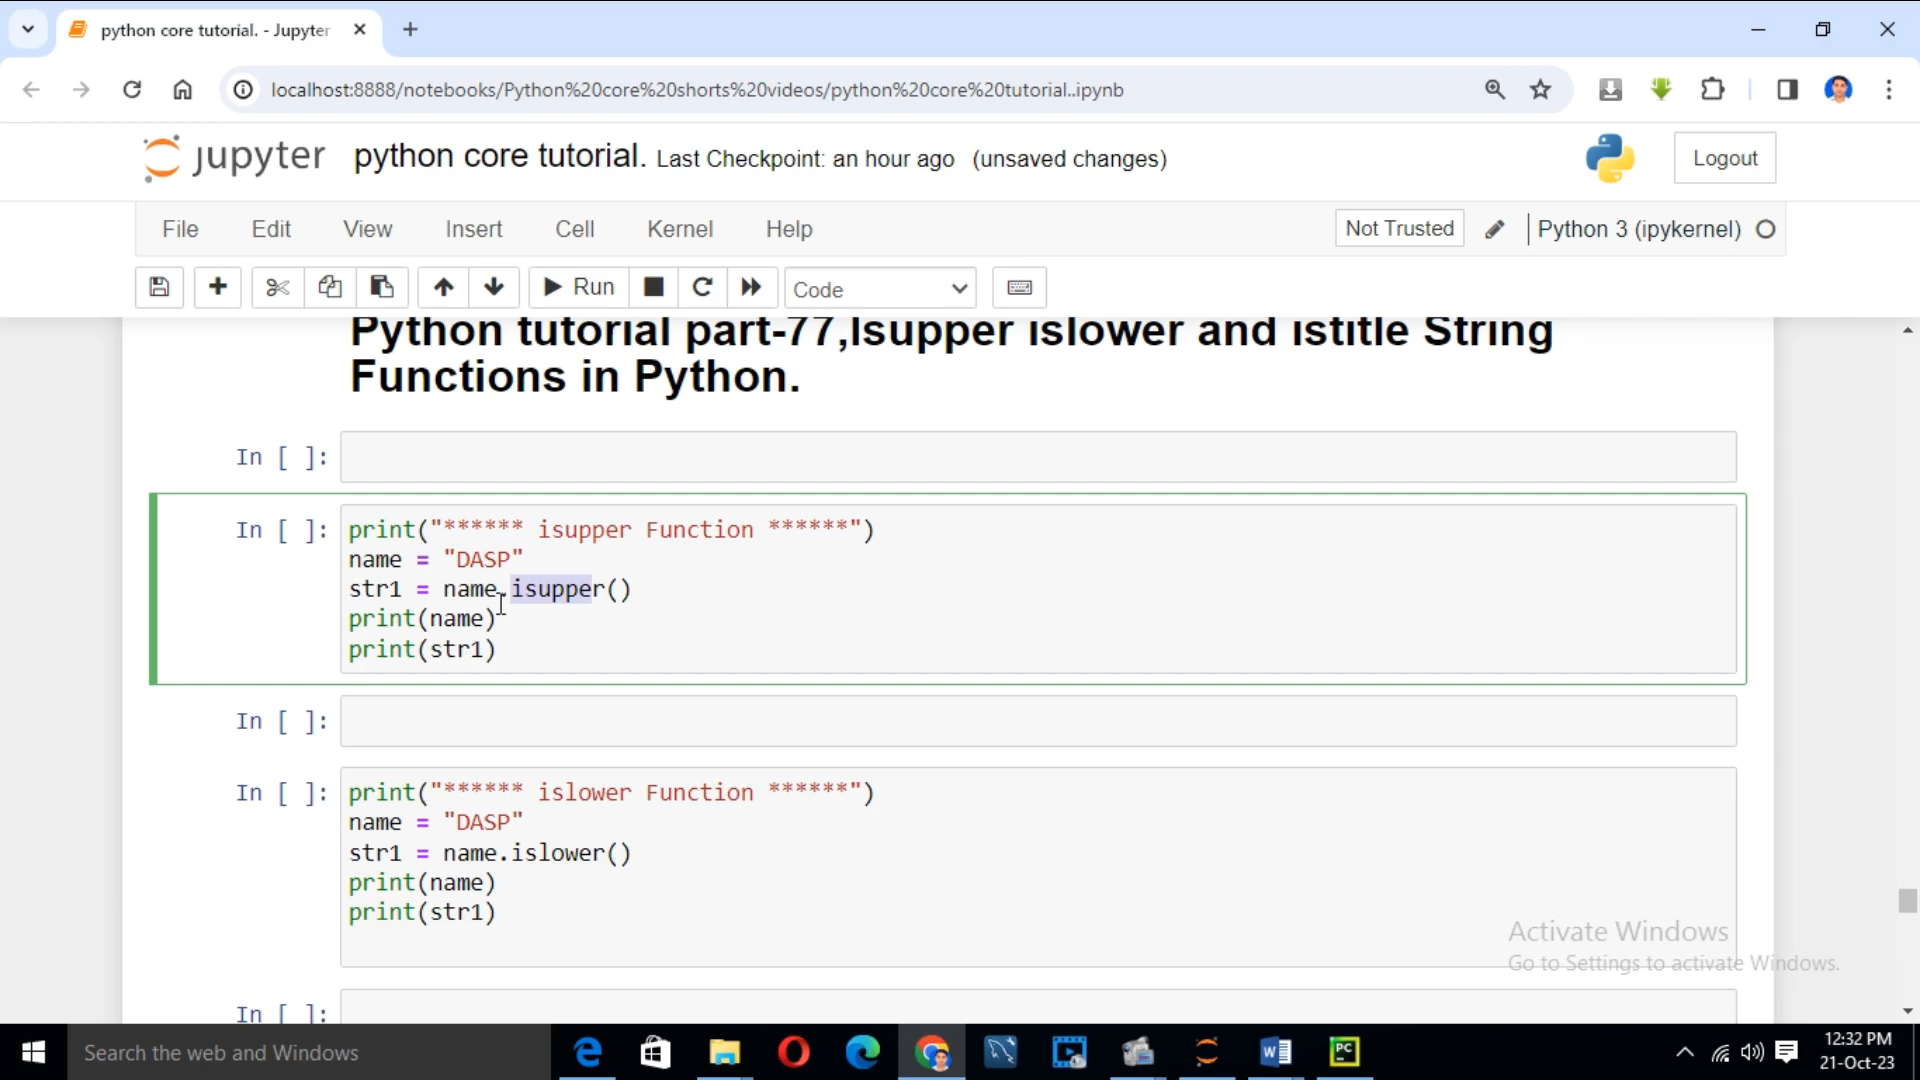 python core tutorial. - Jupyter
localhost:8888/notebooks/Python%20core%20shorts%20videos/python%20core%20tutorial..ipynb
jupyter python core tutorial. Last Checkpoint: an hour ago (unsaved changes)
Logout
File Edit View Insert Cell Kernel Help
Not Trusted
Python 3 (ipykernel)
Run
Code
Python tutorial part-77,Isupper islower and istitle String
Functions in Python.
In [ ]:
In [ ]:
print("****** isupper Function ******")
name = "DASP"
str1 = name.isupper()
print(name)
print(str1)
In [ ]:
In [ ]:
print("****** islower Function ******")
name = "DASP"
str1 = name.islower()
print(name)
print(str1)
In [ ]:
Activate Windows
Go to Settings to activate Windows.
Search the web and Windows
W
PC
12:32 PM
21-Oct-23